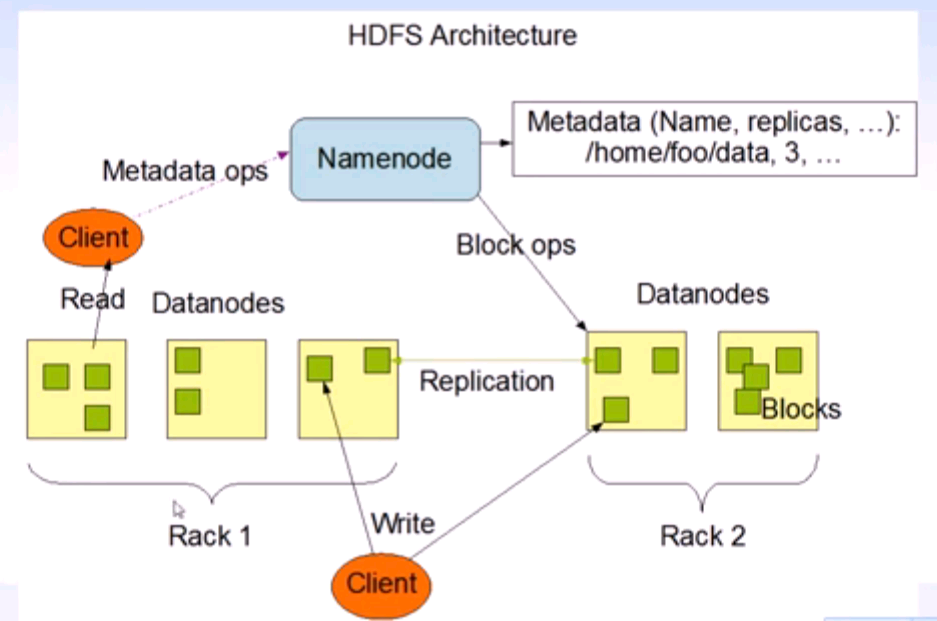 HDFS Architecture
Metadata (Name, replicas, ...):
/home/foo/data, 3, ...
Namenode
Metadata ops
Client
Block ops
Read
Datanodes
Datanodes
Replication
Blocks
Rack 1
Write
Rack 2
Client